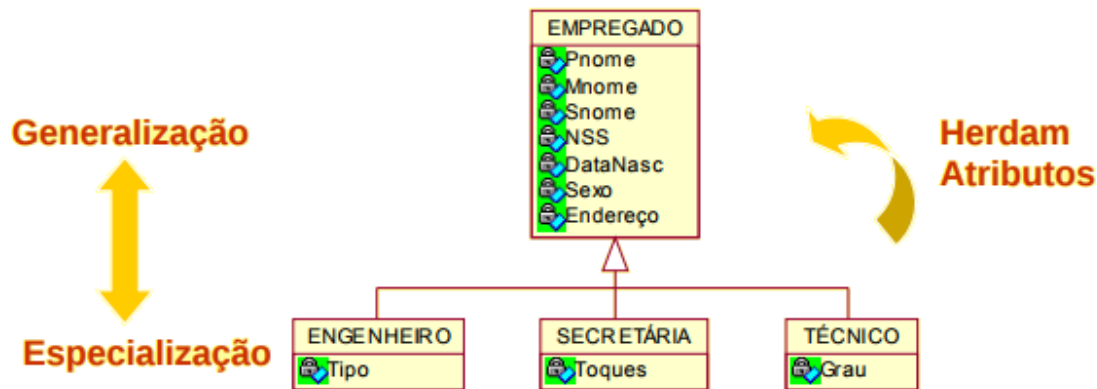 EMPREGADO
Pnome
Mnome
Snome
NSS
DataNasc
Sexo
Endereço
Generalização
Herdam
Atributos
Especialização
ENGENHEIRO
Tipo
SECRETÁRIA
Toques
TÉCNICO
Grau